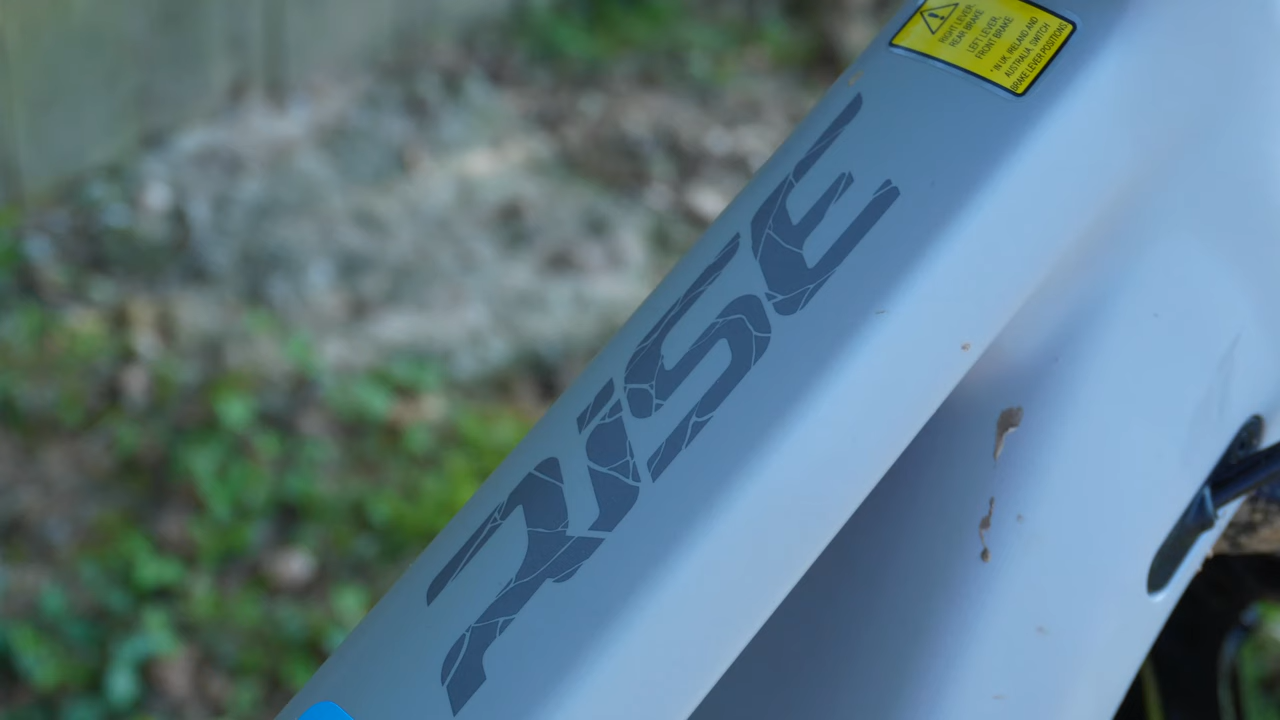 RIGHT LEVER,
REAR BRAKE
LEFT LEVER,
FRONT BRAKE
*IN UK, IRELAND AND
AUSTRALIA, SWITCH
BRAKE LEVER POSITIONS
RISE